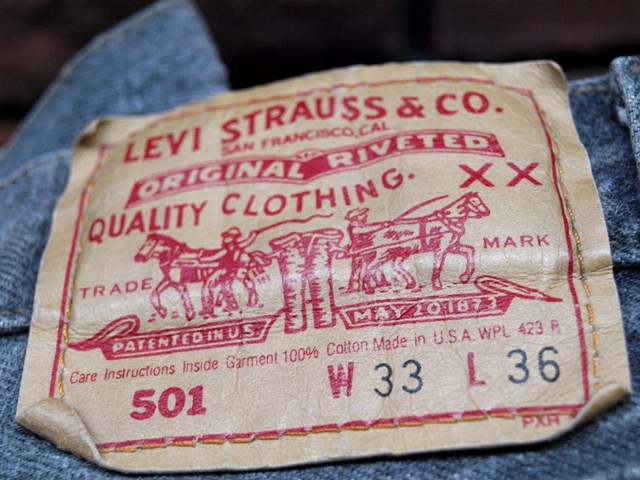 LEVI STRAUSS & CO.
SAN FRANCISCO, CAL.
ORIGINAL RIVETED
QUALITY CLOTHING. XX
TRADE MARK
PATENTED IN U.S. MAY 20 1873
Care Instructions Inside Garment 100% Cotton Made in U.S.A. WPL 423 R
501 W 33 L 36
PXR